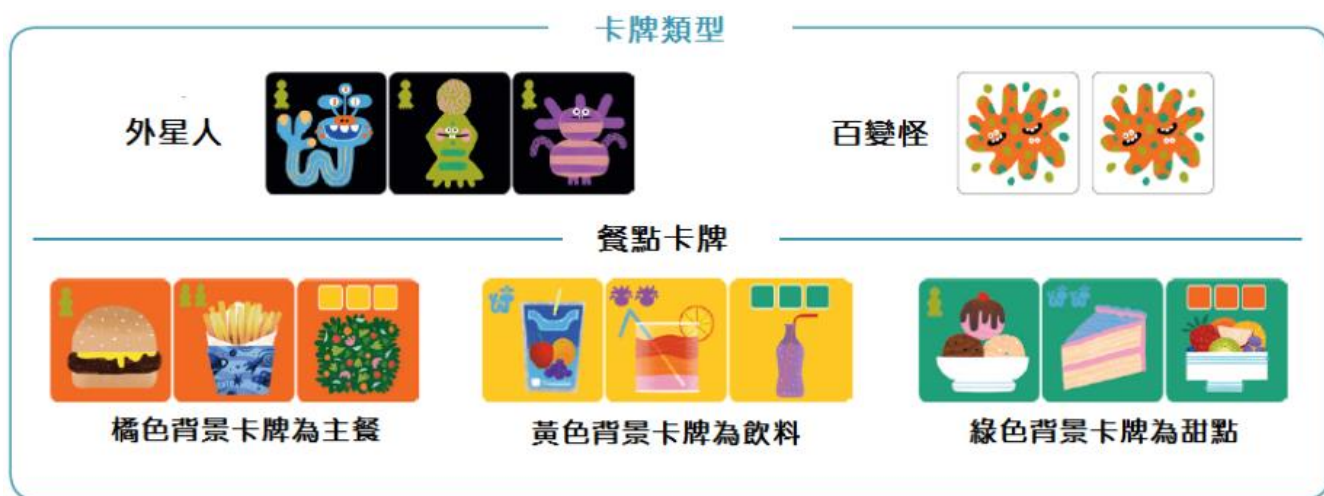 卡牌類型
外星人
百變怪
餐點卡牌
橘色背景卡牌為主餐
黃色背景卡牌為飲料
綠色背景卡牌為甜點